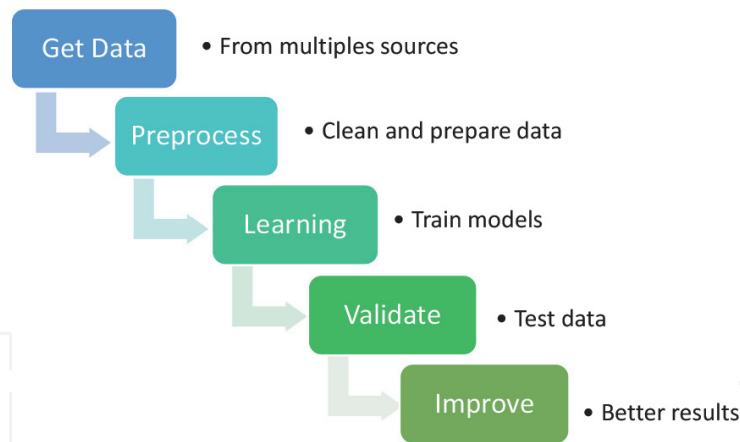 Get Data
• From multiples sources
Preprocess
• Clean and prepare data
Learning
• Train models
Validate
• Test data
Improve
• Better results